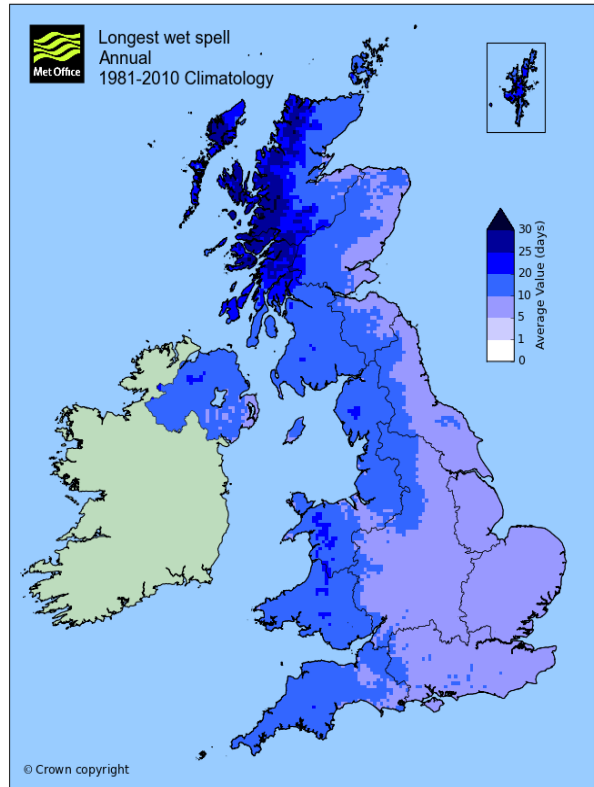 Met Office
Longest wet spell
Annual
1981-2010 Climatology
30
25
20
10
5
1
0
Average Value (days)
© Crown copyright